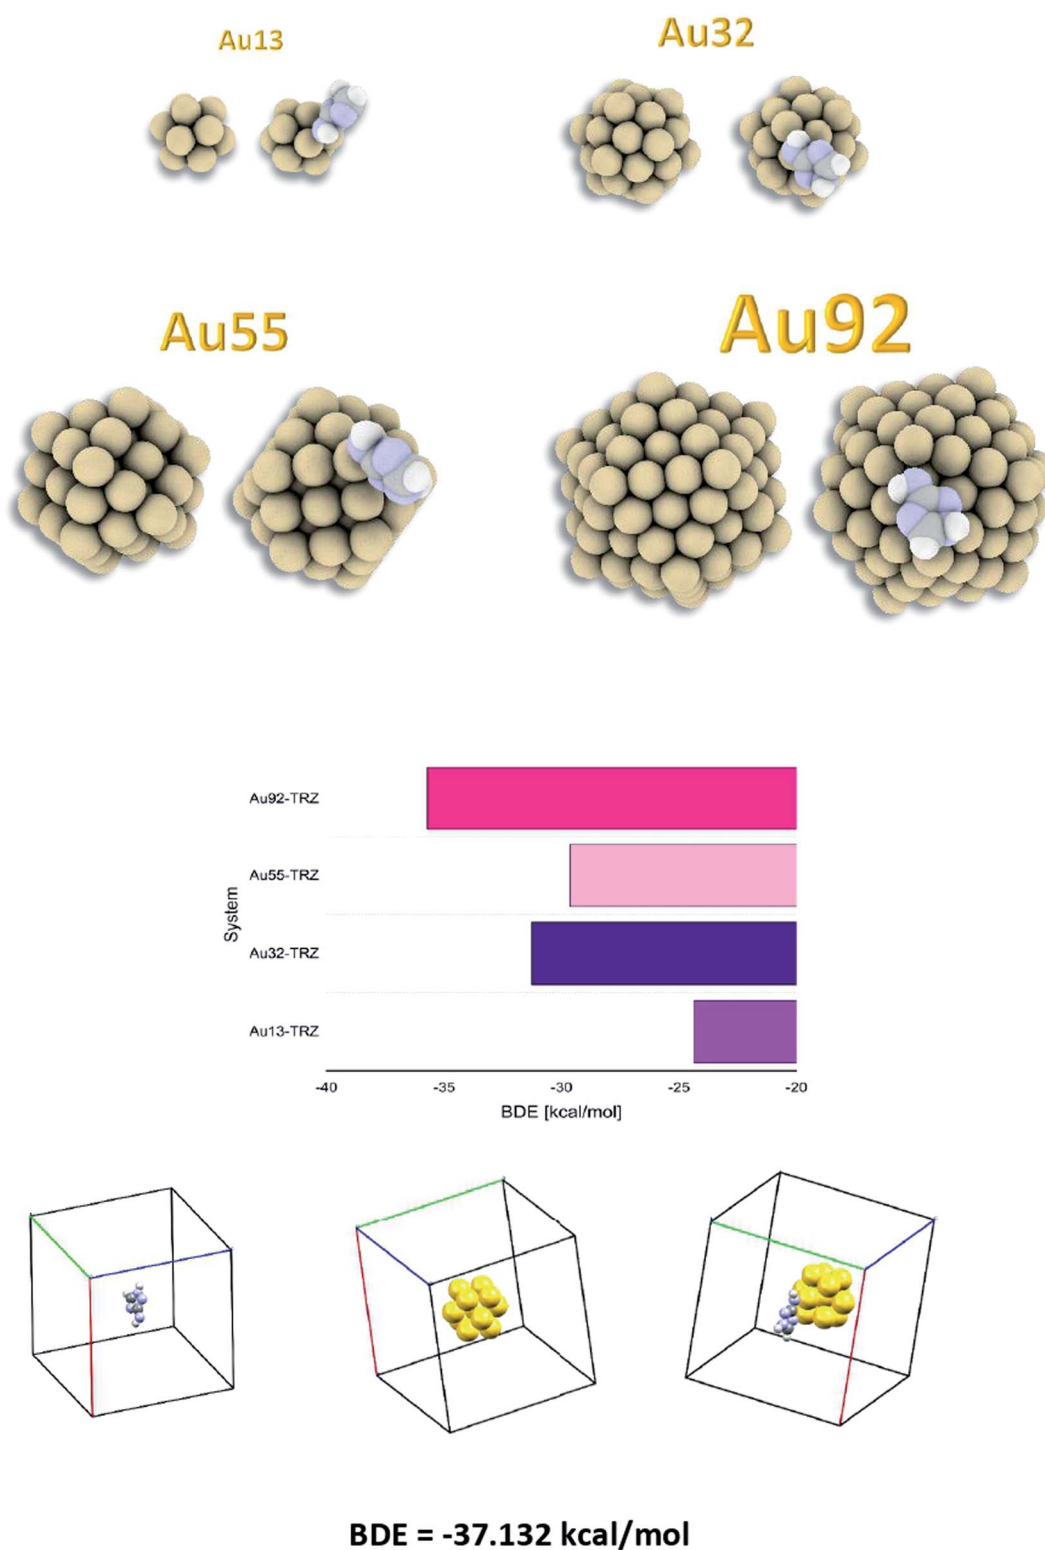 Au13
Au32
Au55
Au92
System
Au92-TRZ
Au55-TRZ
Au32-TRZ
Au13-TRZ
-40 -35 -30 -25 -20
BDE [kcal/mol]
BDE = -37.132 kcal/mol